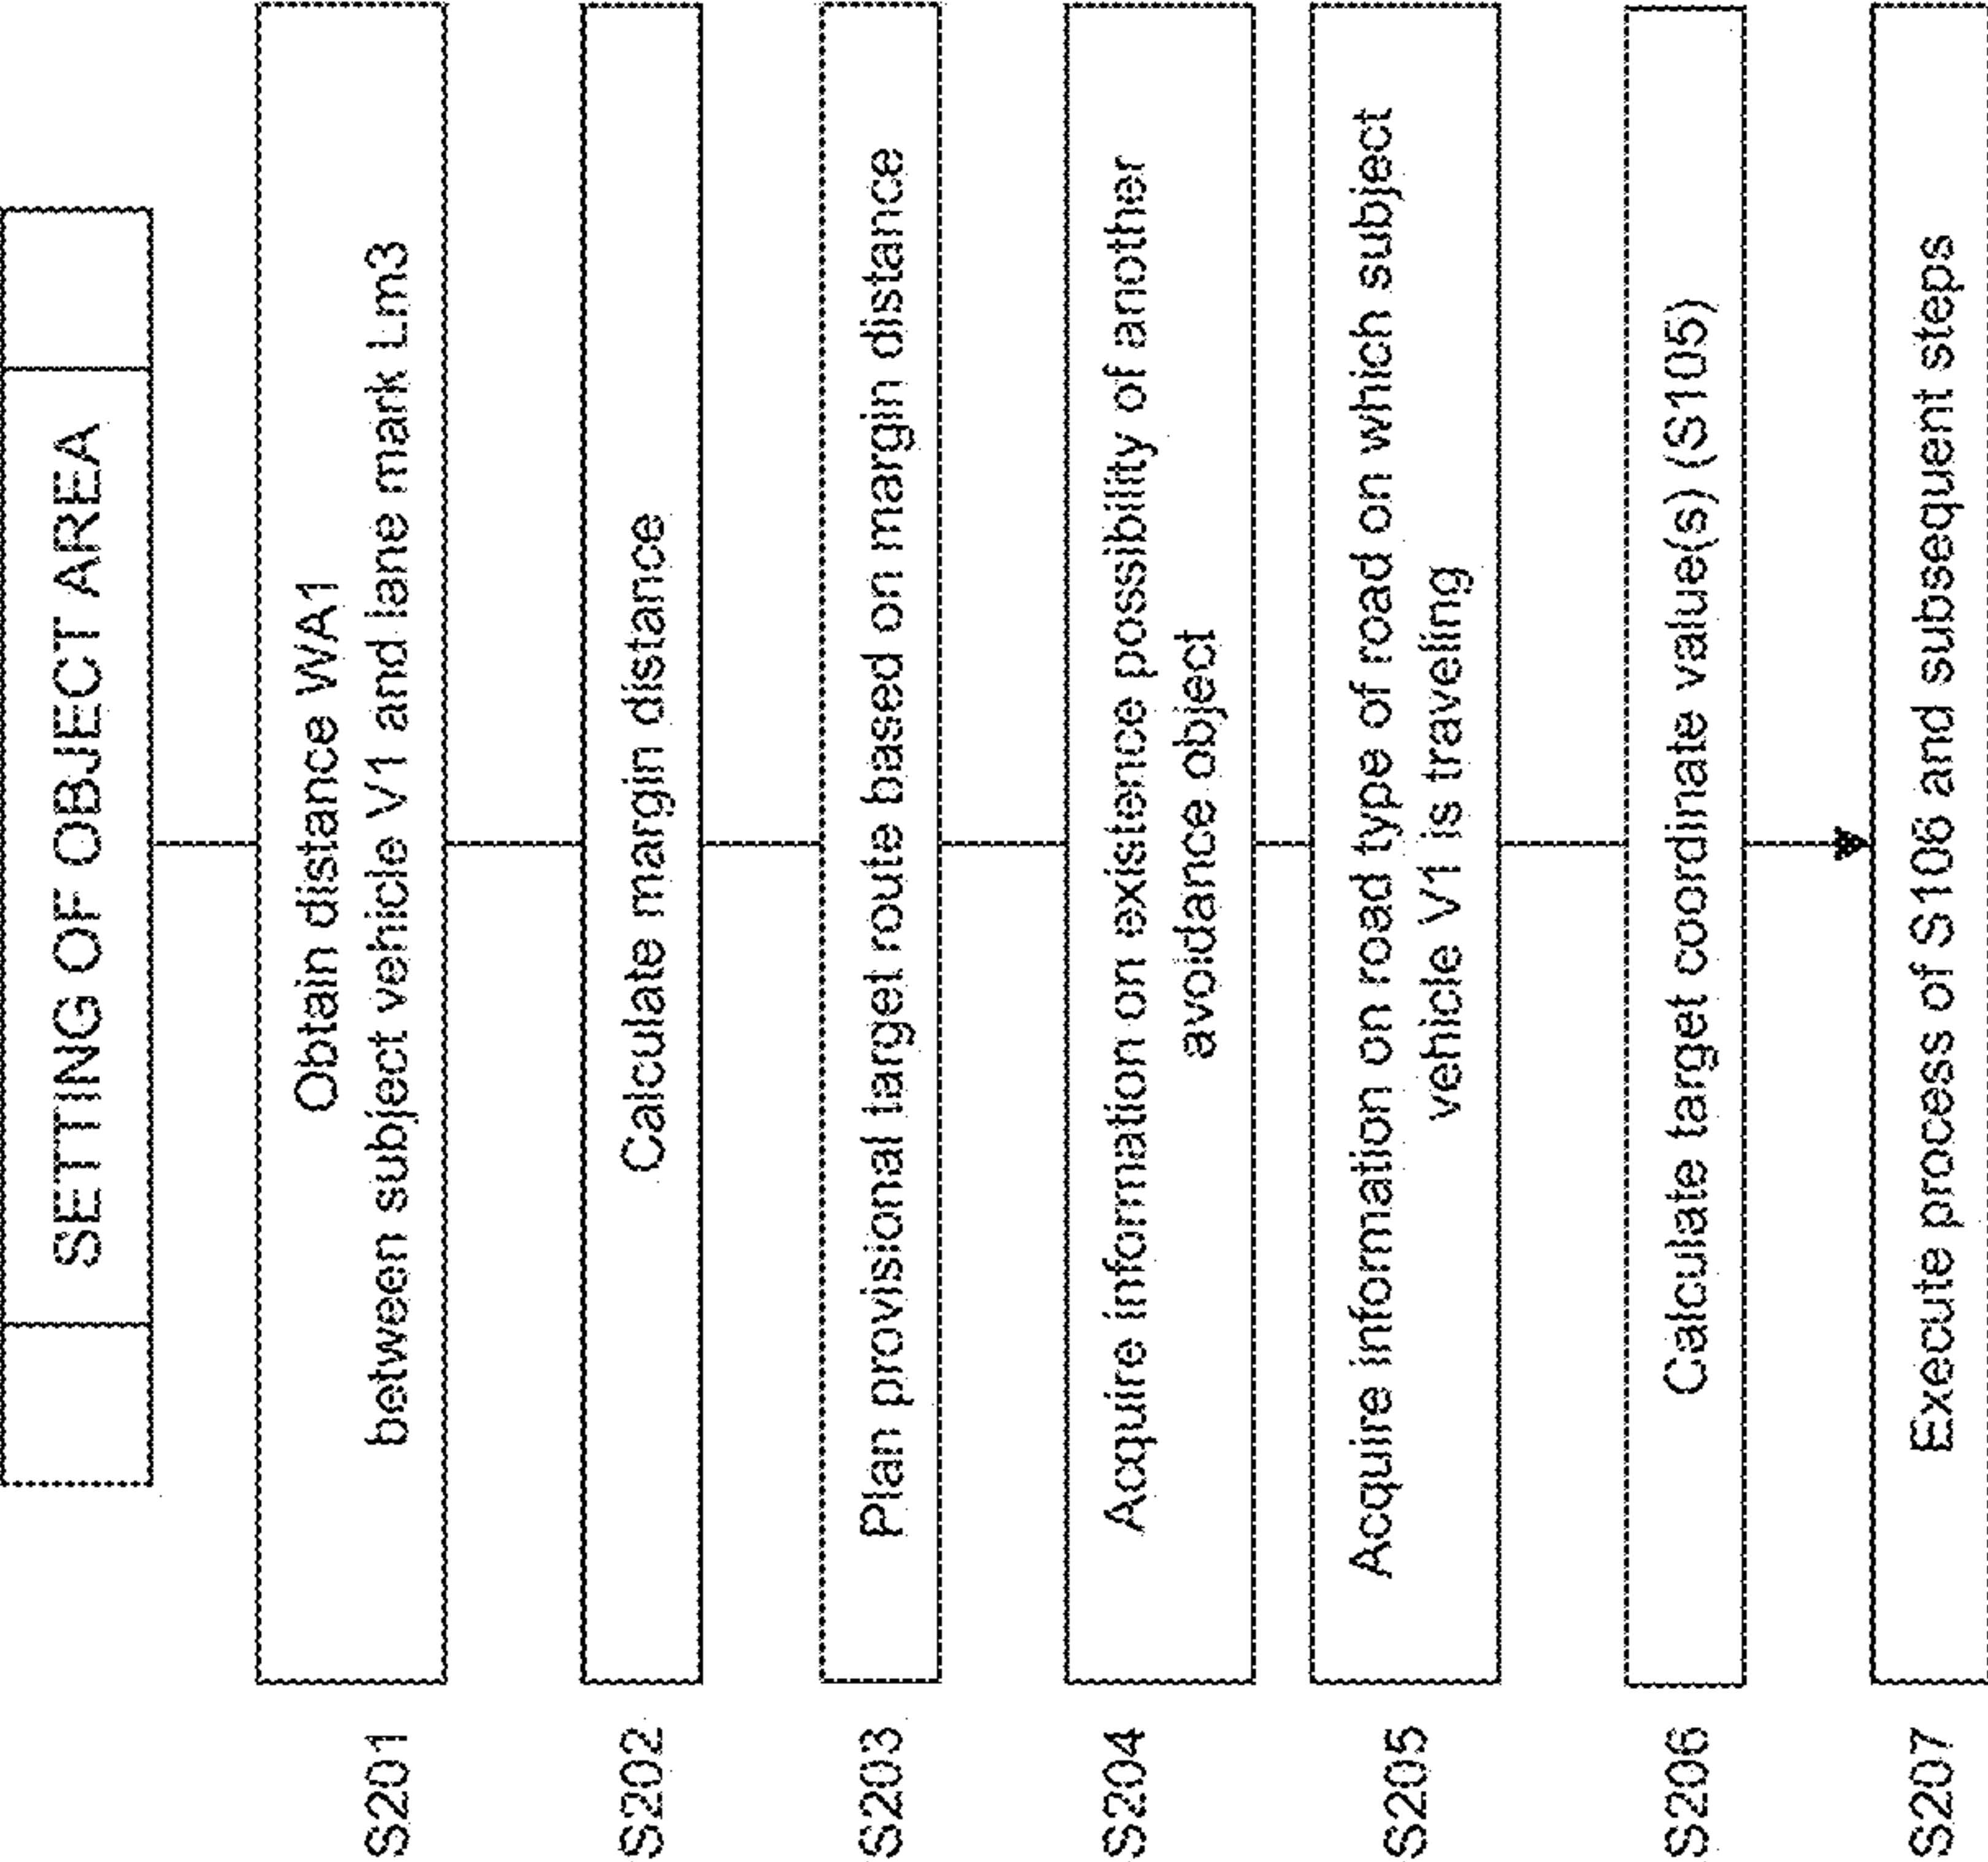 SETTING OF OBJECT AREA
S201
Obtain distance WA1
between subject vehicle V1 and lane mark Lm3
S202
Calculate margin distance
S203
Plan provisional target route based on margin distance
S204
Acquire information on existence possibility of another
avoidance object
S205
Acquire information on road type of road on which subject
vehicle V1 is traveling
S206
Calculate target coordinate value(s) (S105)
S207
Execute process of S106 and subsequent steps